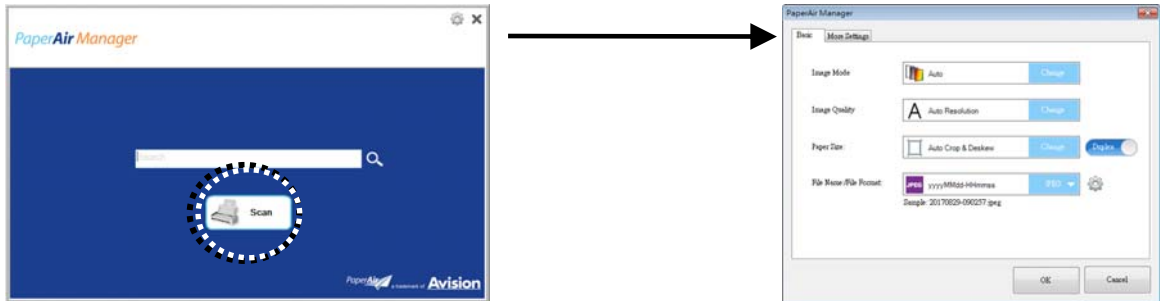 PaperAir Manager
Search
Scan
PaperAir a trademark of Avision
PaperAir Manager
Basic More Settings
Image Mode Auto Change
Image Quality A Auto Resolution Change
Paper Size Auto Crop & Deskew Change Duplex
File Name /File Format: JPEG yyyyMMdd-HHmmss JPEG
Sample: 20170829-090257.jpeg
OK Cancel